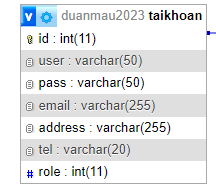 v duanmau2023 taikhoan
id : int(11)
user : varchar(50)
pass : varchar(50)
email : varchar(255)
address : varchar(255)
tel : varchar(20)
# role : int(11)